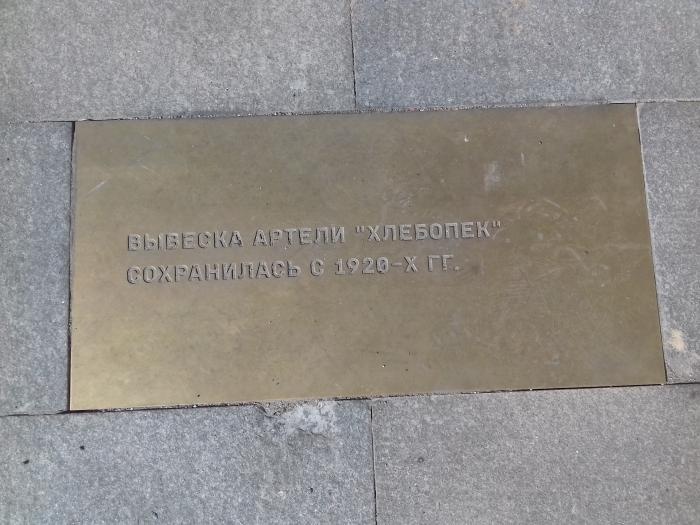 ВЫВЕСКА АРТЕЛИ "ХЛЕБОПЕК"
СОХРАНИЛАСЬ С 1920-Х ГГ.